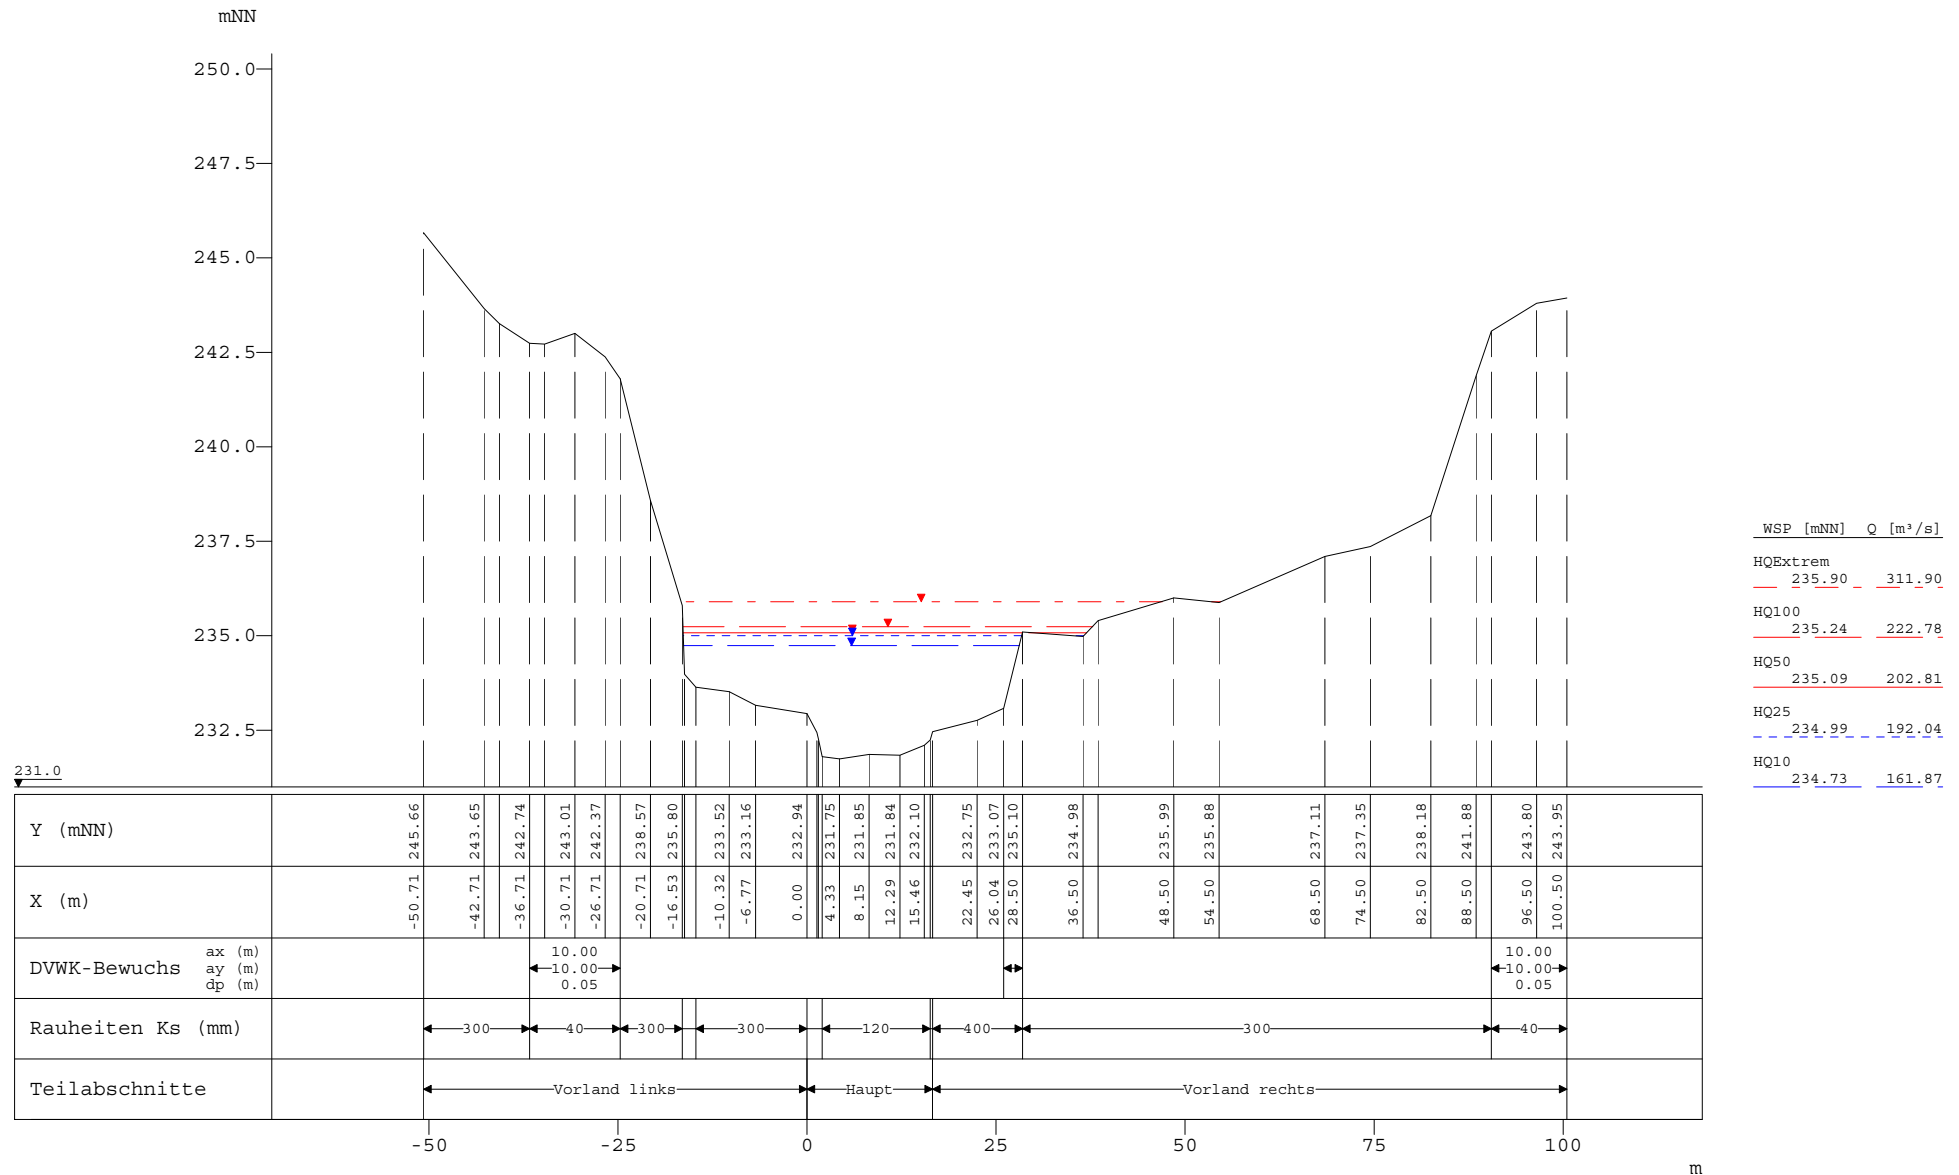 mNN
250.0
247.5
245.0
242.5
240.0
237.5
235.0
232.5
231.0
WSP [mNN] Q [m³/s]
HQExtrem
235.90 311.90
HQ100
235.24 222.78
HQ50
235.09 202.81
HQ25
234.99 192.04
HQ10
234.73 161.87
Y (mNN) 245.66 243.65 242.74 243.01 242.37 238.57 235.80 233.52 233.16 232.94 231.75 231.85 231.84 232.10 232.75 233.07 235.10 234.98 235.99 235.88 237.11 237.35 238.18 241.88 243.80 243.95
X (m) -50.71 -42.71 -36.71 -30.71 -26.71 -20.71 -16.53 -10.32 -6.77 0.00 4.33 8.15 12.29 15.46 22.45 26.04 28.50 36.50 48.50 54.50 68.50 74.50 82.50 88.50 96.50 100.50
DVWK-Bewuchs
ax (m) 10.00 10.00
ay (m) 10.00 10.00
dp (m) 0.05 0.05
Rauheiten Ks (mm) 300 40 300 300 120 400 300 40
Teilabschnitte Vorland links Haupt Vorland rechts
-50 -25 0 25 50 75 100
m